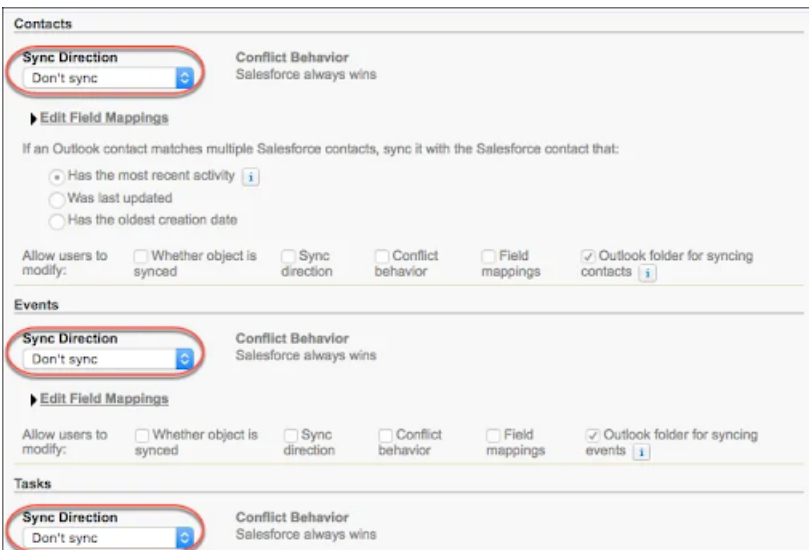 Contacts
Sync Direction Conflict Behavior
Don't sync Salesforce always wins
Edit Field Mappings
If an Outlook contact matches multiple Salesforce contacts, sync it with the Salesforce contact that:
Has the most recent activity i
Was last updated
Has the oldest creation date
Allow users to Whether object is Sync Conflict Field Outlook folder for syncing
modify: synced direction behavior mappings contacts i
Events
Sync Direction Conflict Behavior
Don't sync Salesforce always wins
Edit Field Mappings
Allow users to Whether object is Sync Conflict Field Outlook folder for syncing
modify: synced direction behavior mappings events i
Tasks
Sync Direction Conflict Behavior
Don't sync Salesforce always wins